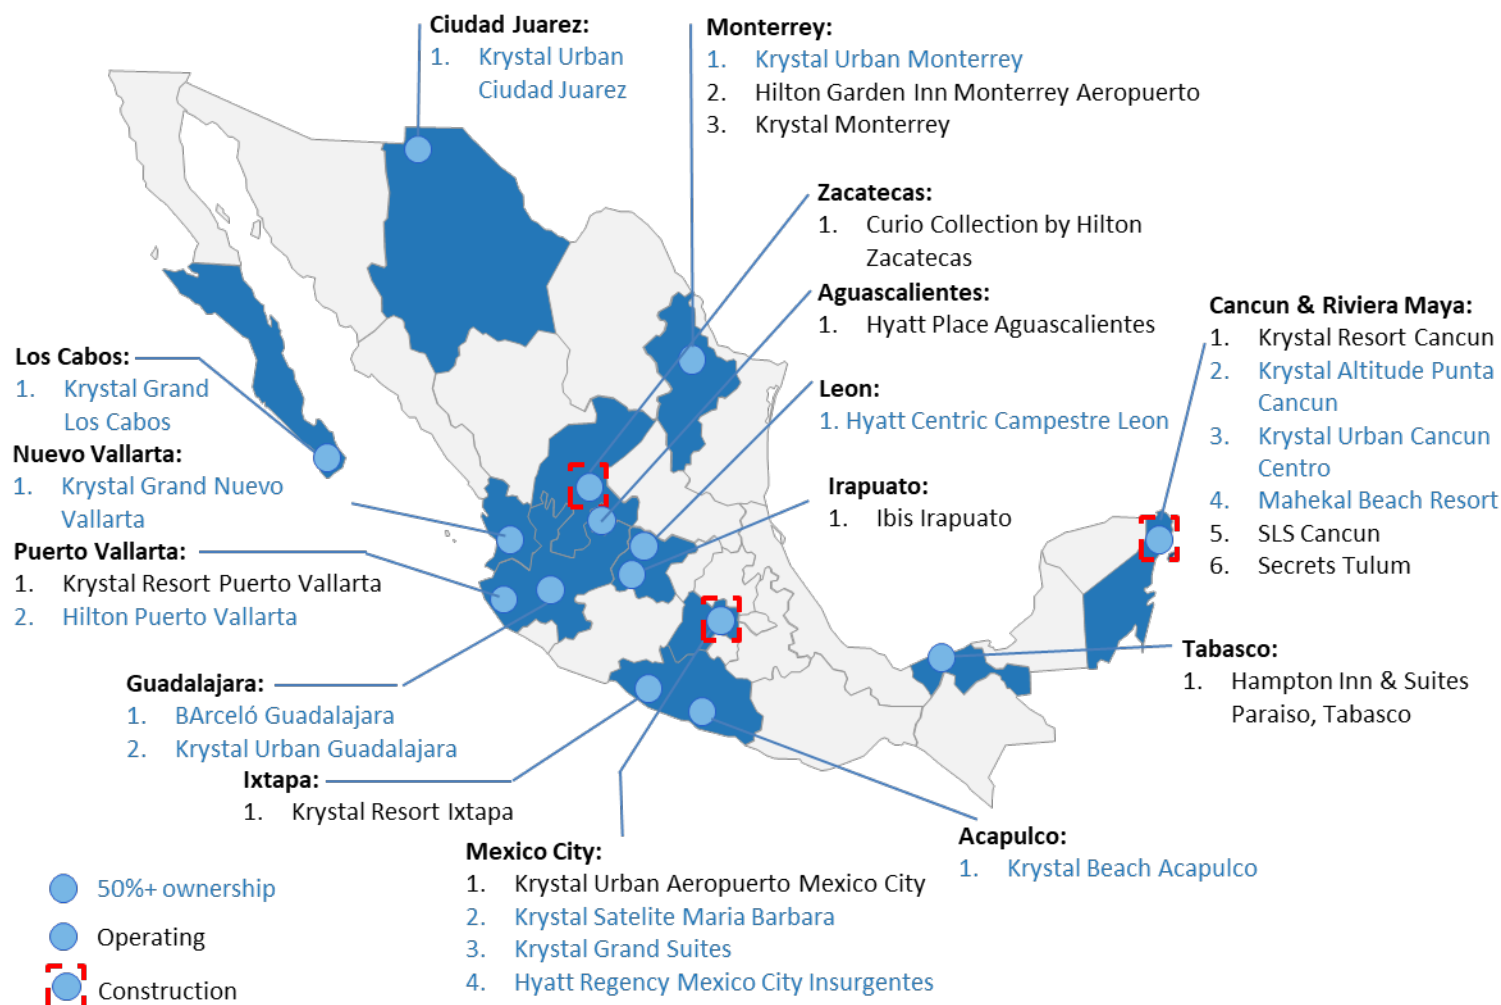 Ciudad Juarez:
1. Krystal Urban
Ciudad Juarez
Monterrey:
1. Krystal Urban Monterrey
2. Hilton Garden Inn Monterrey Aeropuerto
3. Krystal Monterrey
Zacatecas:
1. Curio Collection by Hilton
Zacatecas
Aguascalientes:
1. Hyatt Place Aguascalientes
Leon:
1. Hyatt Centric Campestre Leon
Irapuato:
1. Ibis Irapuato
Cancun & Riviera Maya:
1. Krystal Resort Cancun
2. Krystal Altitude Punta
Cancun
3. Krystal Urban Cancun
Centro
4. Mahekal Beach Resort
5. SLS Cancun
6. Secrets Tulum
Tabasco:
1. Hampton Inn & Suites
Paraiso, Tabasco
Los Cabos:
1. Krystal Grand
Los Cabos
Nuevo Vallarta:
1. Krystal Grand Nuevo
Vallarta
Puerto Vallarta:
1. Krystal Resort Puerto Vallarta
2. Hilton Puerto Vallarta
Guadalajara:
1. BArceló Guadalajara
2. Krystal Urban Guadalajara
Ixtapa:
1. Krystal Resort Ixtapa
Mexico City:
1. Krystal Urban Aeropuerto Mexico City
2. Krystal Satelite Maria Barbara
3. Krystal Grand Suites
4. Hyatt Regency Mexico City Insurgentes
Acapulco:
1. Krystal Beach Acapulco
50%+ ownership
Operating
Construction